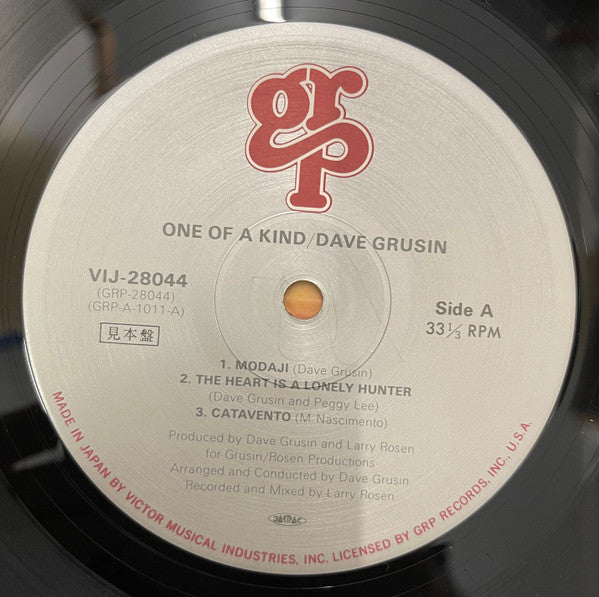 grp
ONE OF A KIND/DAVE GRUSIN
VIJ-28044
(GRP-28044)
(GRP-A-1011-A)
見本盤
Side A
33 1/3 RPM
1. MODAJI (Dave Grusin)
2. THE HEART IS A LONELY HUNTER
(Dave Grusin and Peggy Lee)
3. CATAVENTO (M. Nascimento)
Produced by Dave Grusin and Larry Rosen
for Grusin/Rosen Productions
Arranged and Conducted by Dave Grusin
Recorded and Mixed by Larry Rosen
JASRAC
MADE IN JAPAN BY VICTOR MUSICAL INDUSTRIES, INC. LICENSED BY GRP RECORDS, INC., U.S.A.